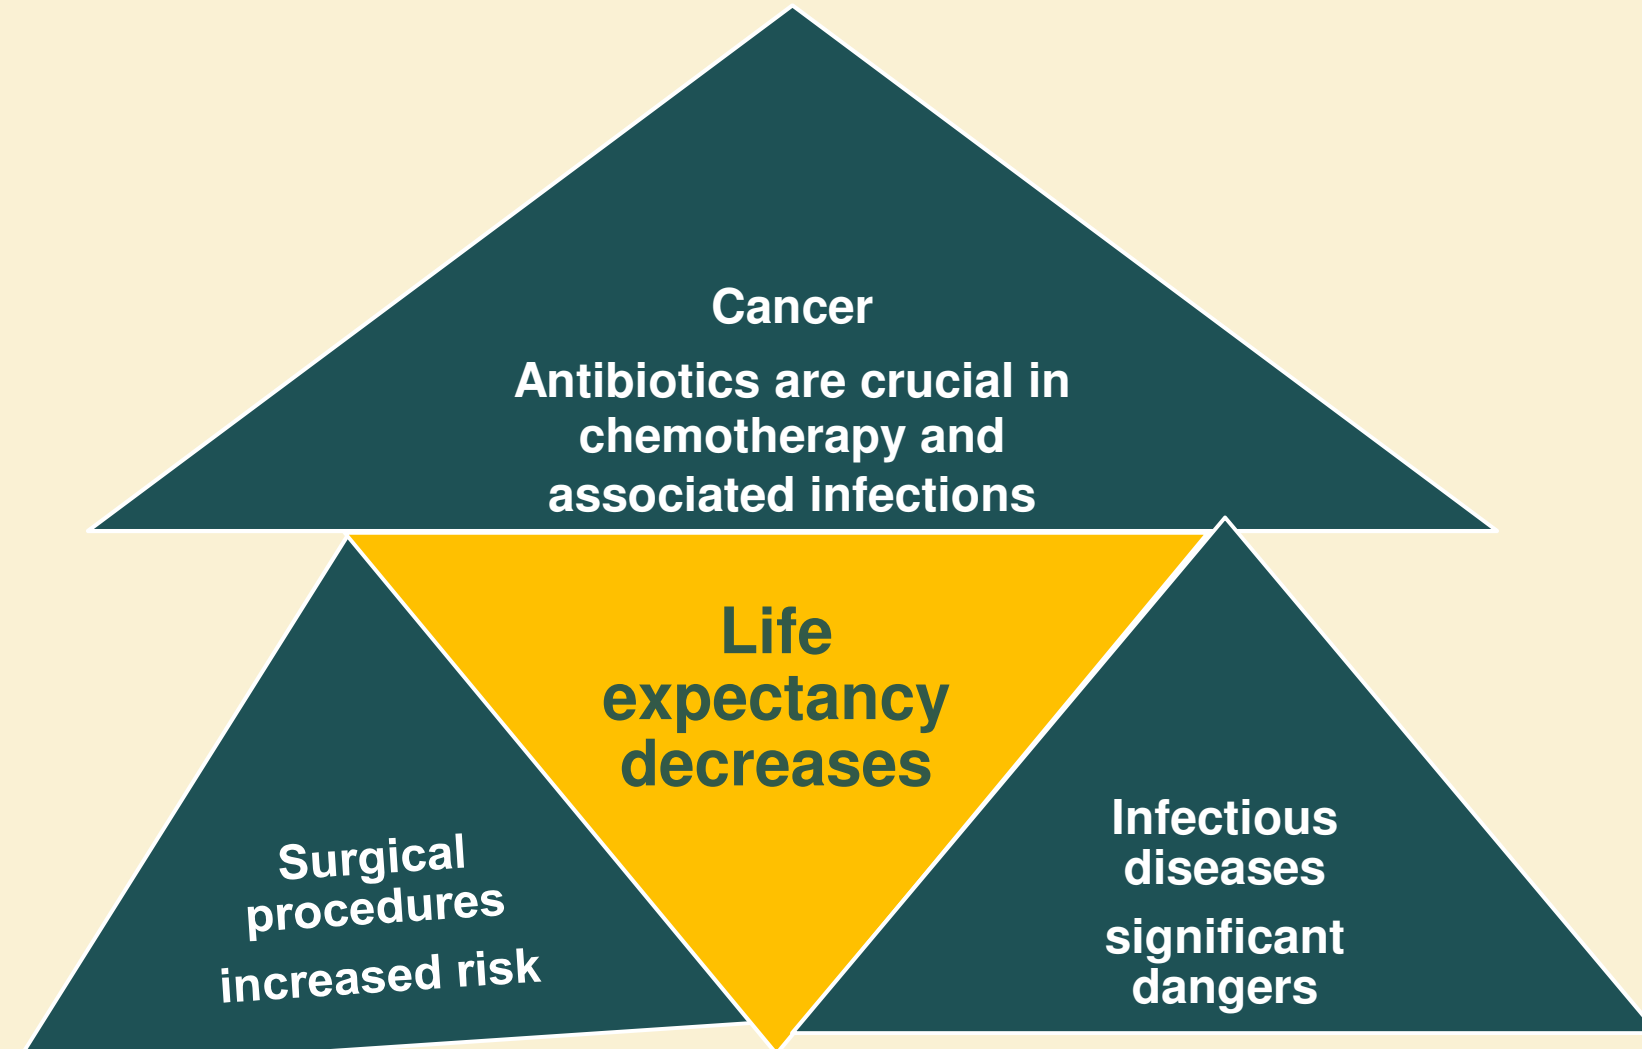 Cancer
Antibiotics are crucial in
chemotherapy and
associated infections
Life
expectancy
decreases
Surgical
procedures
increased risk
Infectious
diseases
significant
dangers